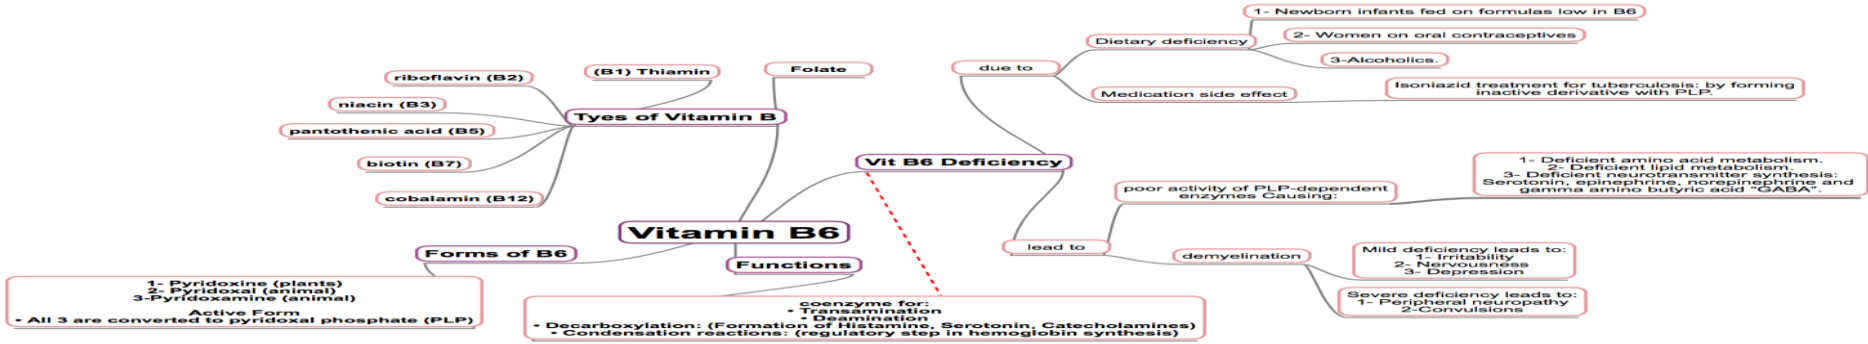 Vitamin B6
Tyes of Vitamin B
Folate
(B1) Thiamin
riboflavin (B2)
niacin (B3)
pantothenic acid (B5)
biotin (B7)
cobalamin (B12)
Forms of B6
1- Pyridoxine (plants)
2- Pyridoxal (animal)
3-Pyridoxamine (animal)
Active Form
• All 3 are converted to pyridoxal phosphate (PLP)
Functions
coenzyme for:
• Transamination
• Deamination
• Decarboxylation: (Formation of Histamine, Serotonin, Catecholamines)
• Condensation reactions: (regulatory step in hemoglobin synthesis)
Vit B6 Deficiency
due to
Dietary deficiency
1- Newborn infants fed on formulas low in B6
2- Women on oral contraceptives
3-Alcoholics.
Medication side effect
Isoniazid treatment for tuberculosis: by forming
inactive derivative with PLP.
lead to
poor activity of PLP-dependent
enzymes Causing:
1- Deficient amino acid metabolism.
2- Deficient lipid metabolism.
3- Deficient neurotransmitter synthesis:
Serotonin, epinephrine, norepinephrine and
gamma amino butyric acid "GABA".
demyelination
Mild deficiency leads to:
1- Irritability
2- Nervousness
3- Depression
Severe deficiency leads to:
1- Peripheral neuropathy
2-Convulsions